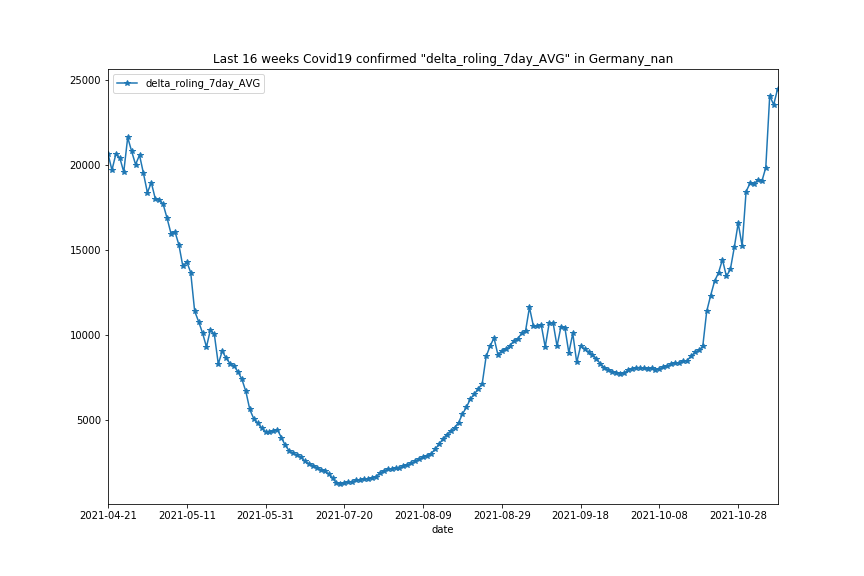 Last 16 weeks Covid19 confirmed "delta_roling_7day_AVG" in Germany_nan
delta_roling_7day_AVG
25000
20000
15000
10000
5000
2021-04-21 2021-05-11 2021-05-31 2021-07-20 2021-08-09 2021-08-29 2021-09-18 2021-10-08 2021-10-28
date